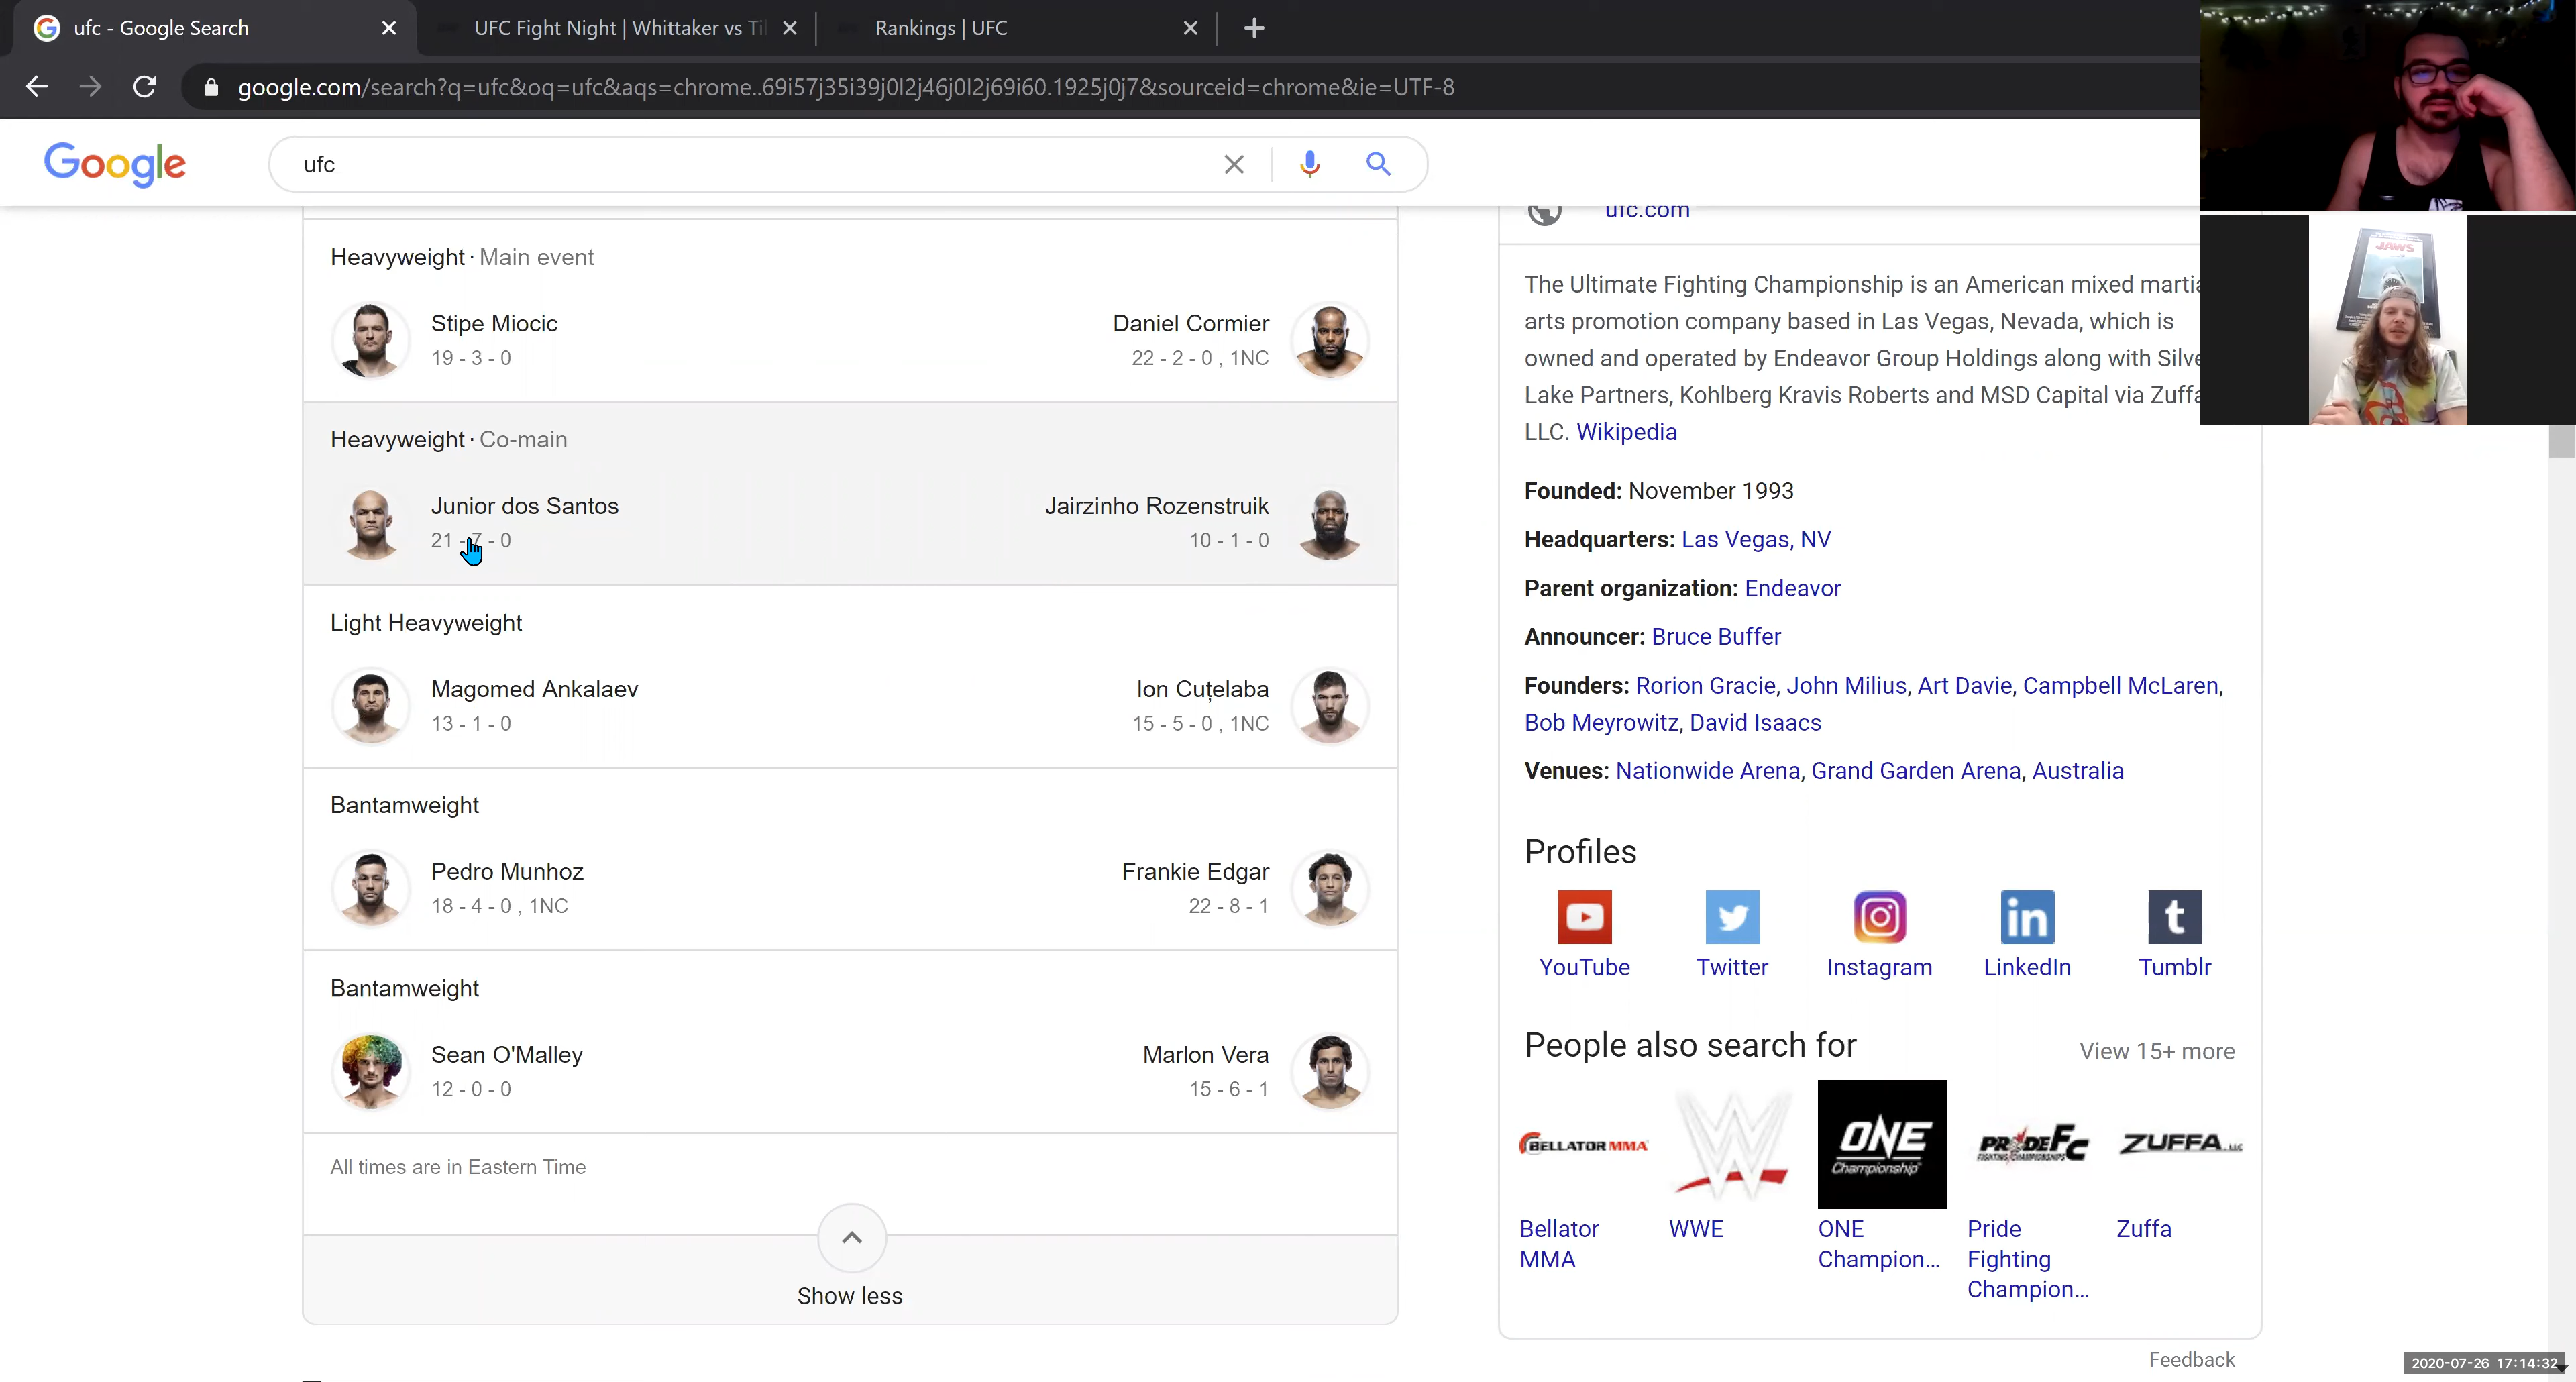 ufc - Google Search
UFC Fight Night | Whittaker vs Til
Rankings | UFC
google.com/search?q=ufc&oq=ufc&aqs=chrome..69i57j35i39j0l2j46j0l2j69i60.1925j0j7&sourceid=chrome&ie=UTF-8
Google
ufc
Heavyweight · Main event
Stipe Miocic
19 - 3 - 0
Daniel Cormier
22 - 2 - 0 , 1NC
Heavyweight · Co-main
Junior dos Santos
21 - 7 - 0
Jairzinho Rozenstruik
10 - 1 - 0
Light Heavyweight
Magomed Ankalaev
13 - 1 - 0
Ion Cuțelaba
15 - 5 - 0 , 1NC
Bantamweight
Pedro Munhoz
18 - 4 - 0 , 1NC
Frankie Edgar
22 - 8 - 1
Bantamweight
Sean O'Malley
12 - 0 - 0
Marlon Vera
15 - 6 - 1
All times are in Eastern Time
Show less
ufc.com
The Ultimate Fighting Championship is an American mixed martia
arts promotion company based in Las Vegas, Nevada, which is
owned and operated by Endeavor Group Holdings along with Silve
Lake Partners, Kohlberg Kravis Roberts and MSD Capital via Zuffa
LLC. Wikipedia
Founded: November 1993
Headquarters: Las Vegas, NV
Parent organization: Endeavor
Announcer: Bruce Buffer
Founders: Rorion Gracie, John Milius, Art Davie, Campbell McLaren,
Bob Meyrowitz, David Isaacs
Venues: Nationwide Arena, Grand Garden Arena, Australia
Profiles
YouTube
Twitter
Instagram
LinkedIn
Tumblr
People also search for
View 15+ more
BELLATOR MMA
ONE
Championship
PRIDE FC
FIGHTING CHAMPIONSHIPS
ZUFFA LLC
Bellator
MMA
WWE
ONE
Champion...
Pride
Fighting
Champion...
Zuffa
Feedback
JAWS
2020-07-26 17:14:32